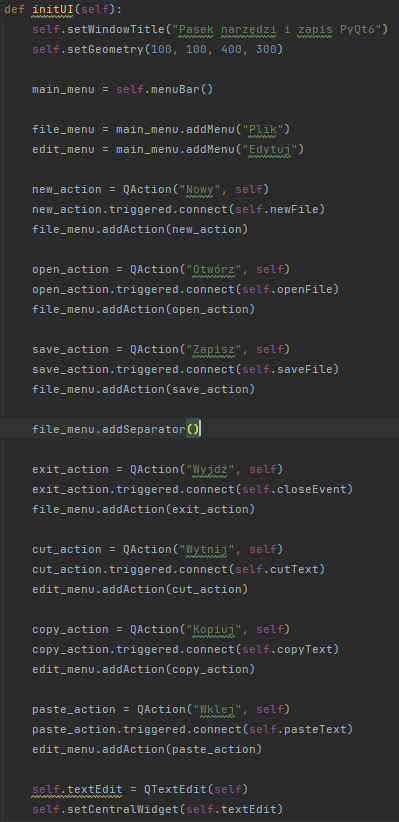 def initUI(self):
    self.setWindowTitle("Pasek narzędzi i zapis PyQt6")
    self.setGeometry(100, 100, 400, 300)

    main_menu = self.menuBar()

    file_menu = main_menu.addMenu("Plik")
    edit_menu = main_menu.addMenu("Edytuj")

    new_action = QAction("Nowy", self)
    new_action.triggered.connect(self.newFile)
    file_menu.addAction(new_action)

    open_action = QAction("Otwórz", self)
    open_action.triggered.connect(self.openFile)
    file_menu.addAction(open_action)

    save_action = QAction("Zapisz", self)
    save_action.triggered.connect(self.saveFile)
    file_menu.addAction(save_action)

    file_menu.addSeparator()

    exit_action = QAction("Wyjdź", self)
    exit_action.triggered.connect(self.closeEvent)
    file_menu.addAction(exit_action)

    cut_action = QAction("Wytnij", self)
    cut_action.triggered.connect(self.cutText)
    edit_menu.addAction(cut_action)

    copy_action = QAction("Kopiuj", self)
    copy_action.triggered.connect(self.copyText)
    edit_menu.addAction(copy_action)

    paste_action = QAction("Wklej", self)
    paste_action.triggered.connect(self.pasteText)
    edit_menu.addAction(paste_action)

    self.textEdit = QTextEdit(self)
    self.setCentralWidget(self.textEdit)